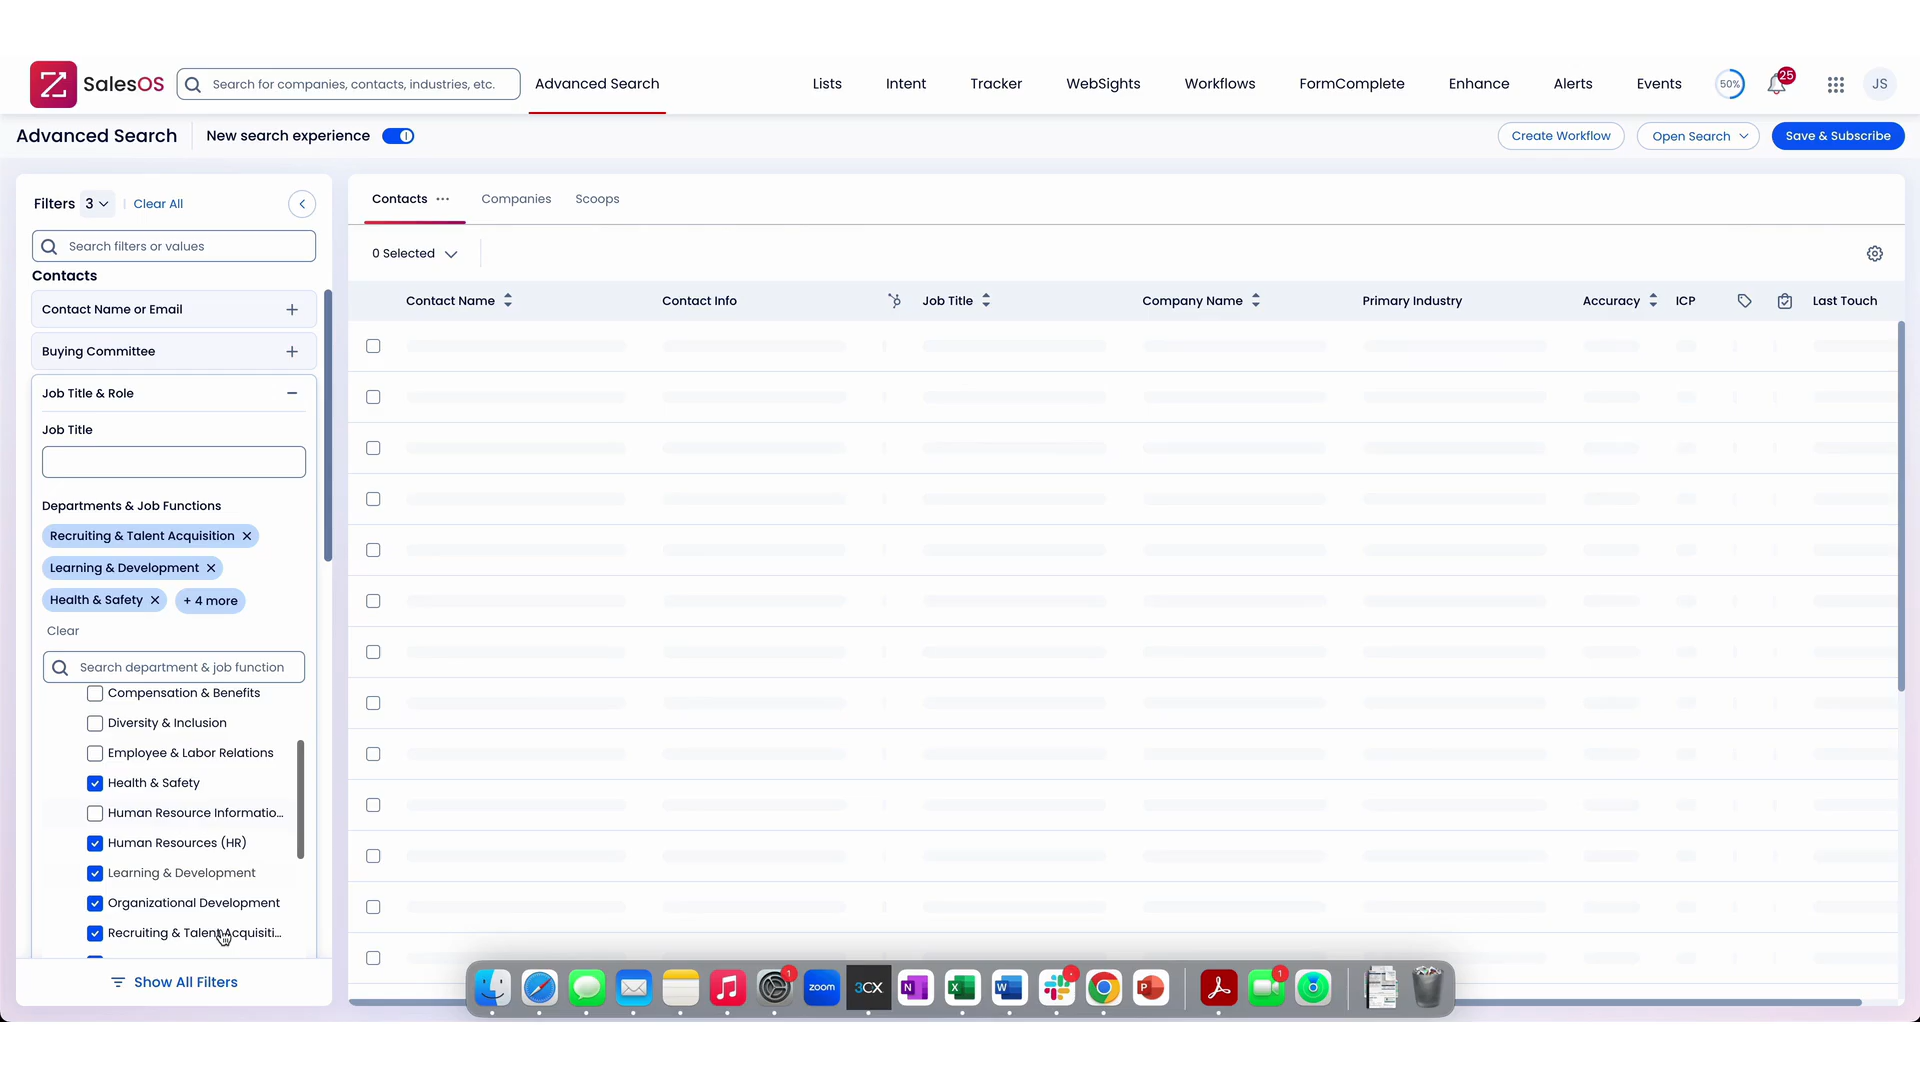 SalesOS
Search for companies, contacts, industries, etc.
Advanced Search
Lists
Intent
Tracker
WebSights
Workflows
FormComplete
Enhance
Alerts
Events
50%
25
JS
Advanced Search
New search experience
Create Workflow
Open Search
Save & Subscribe
Filters 3
Clear All
Search filters or values
Contacts
Contact Name or Email
Buying Committee
Job Title & Role
Job Title
Departments & Job Functions
Recruiting & Talent Acquisition
Learning & Development
Health & Safety
+ 4 more
Clear
Search department & job function
Compensation & Benefits
Diversity & Inclusion
Employee & Labor Relations
Health & Safety
Human Resource Informatio...
Human Resources (HR)
Learning & Development
Organizational Development
Recruiting & Talent Acquisiti...
Show All Filters
Contacts
Companies
Scoops
0 Selected
Contact Name
Contact Info
Job Title
Company Name
Primary Industry
Accuracy
ICP
Last Touch
1
zoom
3CX
N
X
W
P
1